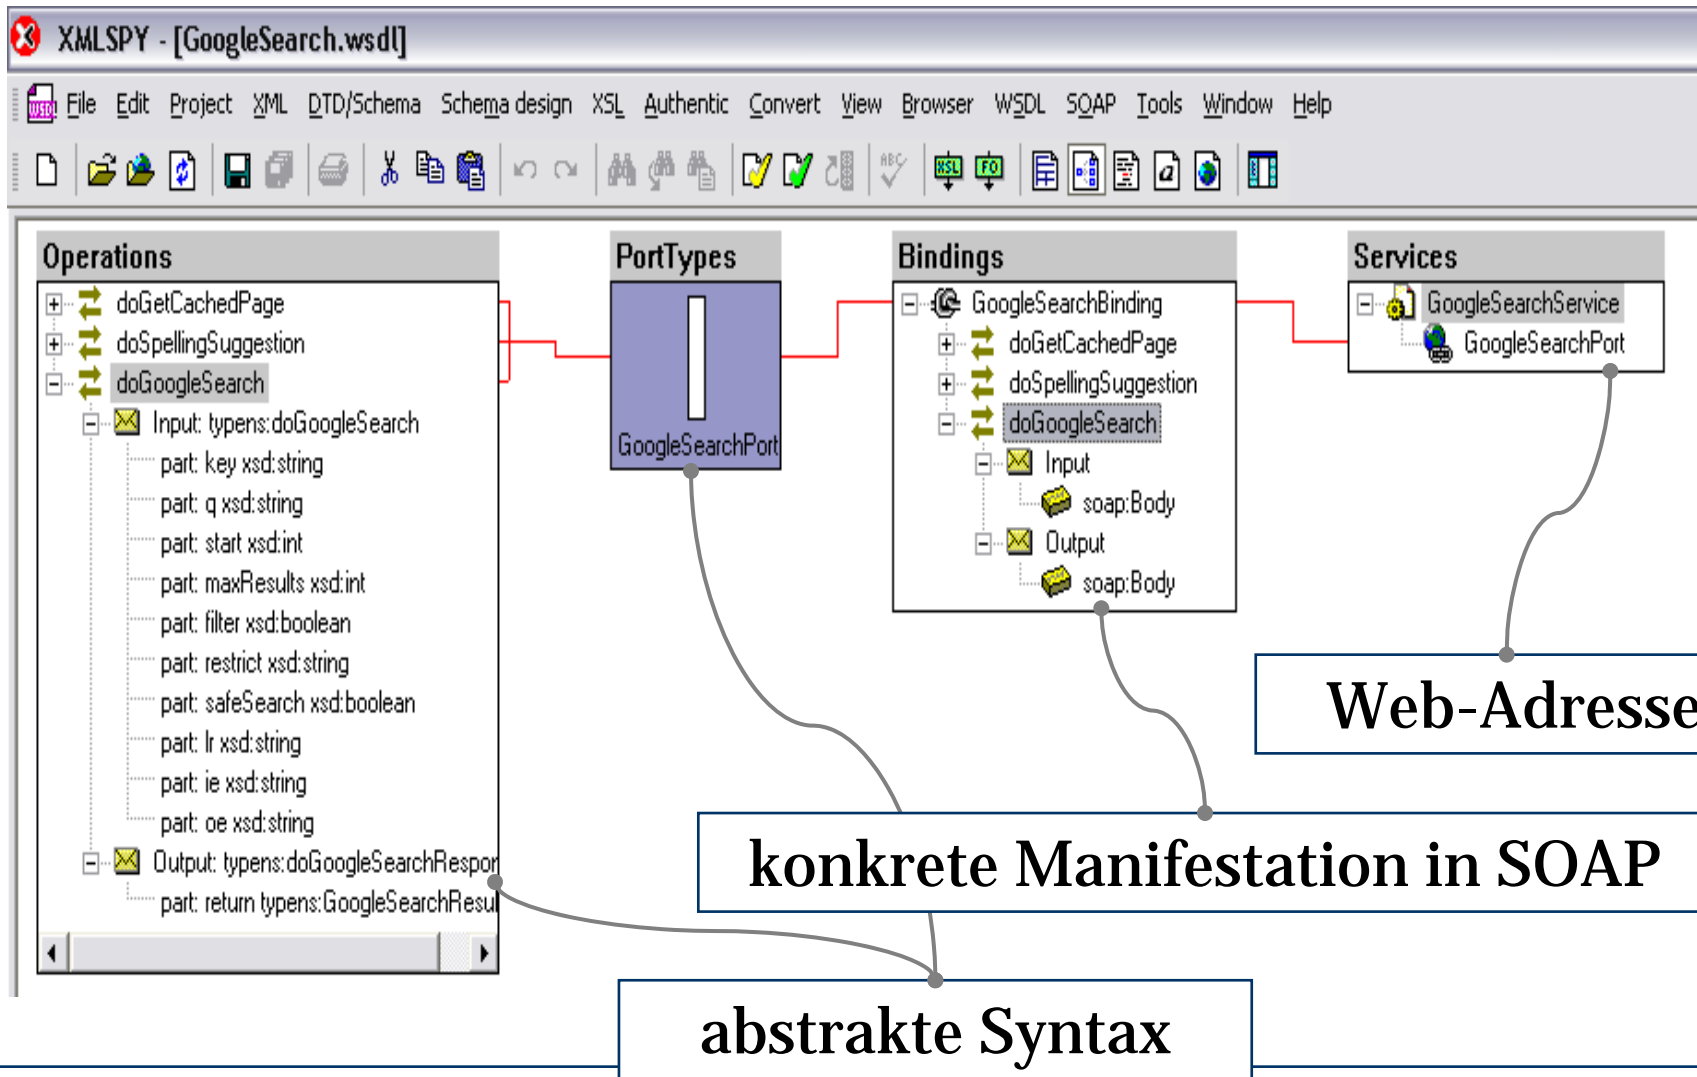 XMLSPY - [GoogleSearch.wsdl]
File Edit Project XML DTD/Schema Schema design XSL Authentic Convert View Browser WSDL SOAP Tools Window Help
ABC XSL FO a
Operations
doGetCachedPage
doSpellingSuggestion
doGoogleSearch
Input: typens:doGoogleSearch
part: key xsd:string
part: q xsd:string
part: start xsd:int
part: maxResults xsd:int
part: filter xsd:boolean
part: restrict xsd:string
part: safeSearch xsd:boolean
part: lr xsd:string
part: ie xsd:string
part: oe xsd:string
Output: typens:doGoogleSearchRespon
part: return typens:GoogleSearchResul
PortTypes
GoogleSearchPort
Bindings
GoogleSearchBinding
doGetCachedPage
doSpellingSuggestion
doGoogleSearch
Input
soap:Body
Output
soap:Body
Services
GoogleSearchService
GoogleSearchPort
Web-Adresse
konkrete Manifestation in SOAP
abstrakte Syntax